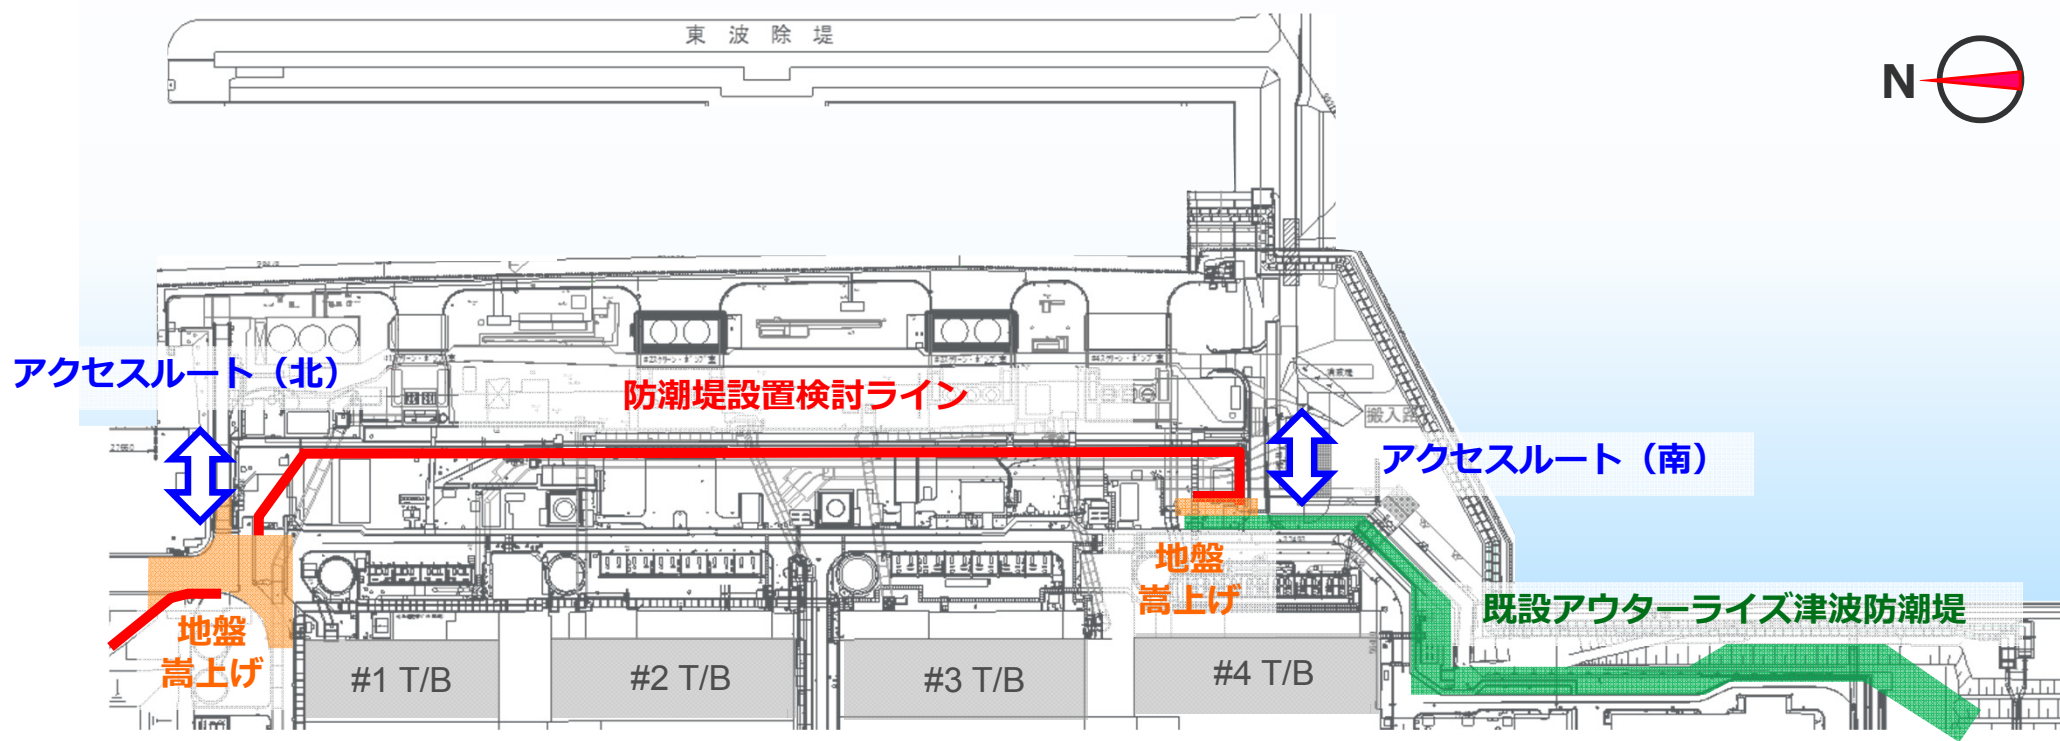 東波除堤
N
アクセスルート（北）
防潮堤設置検討ライン
搬入路
アクセスルート（南）
地盤
嵩上げ
既設アウターライズ津波防潮堤
地盤
嵩上げ
#1 T/B
#2 T/B
#3 T/B
#4 T/B